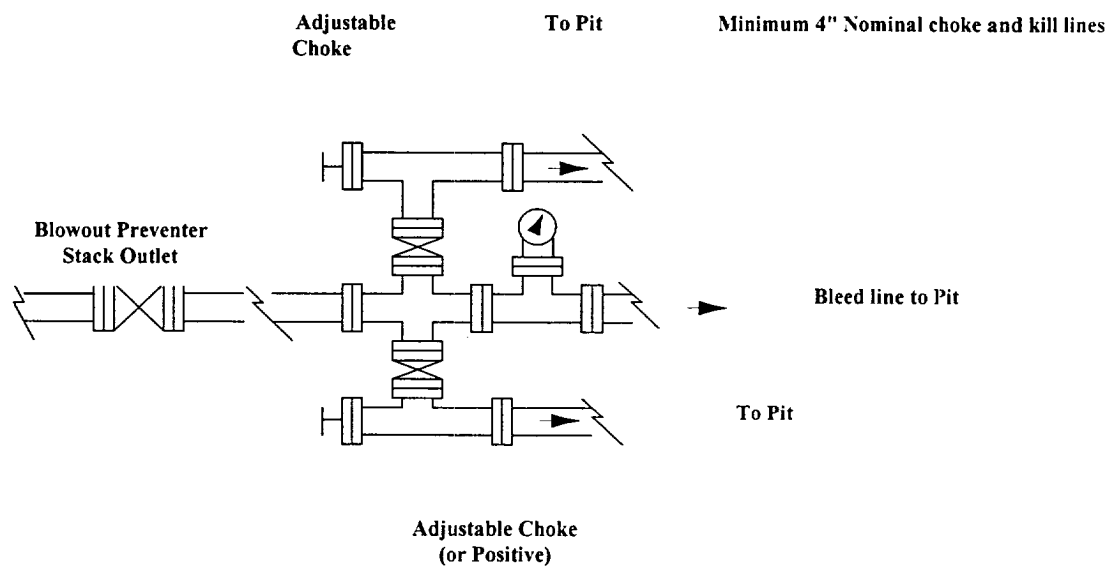 Adjustable To Pit Minimum 4" Nominal choke and kill lines
Choke
Blowout Preventer
Stack Outlet
Bleed line to Pit
To Pit
Adjustable Choke
(or Positive)